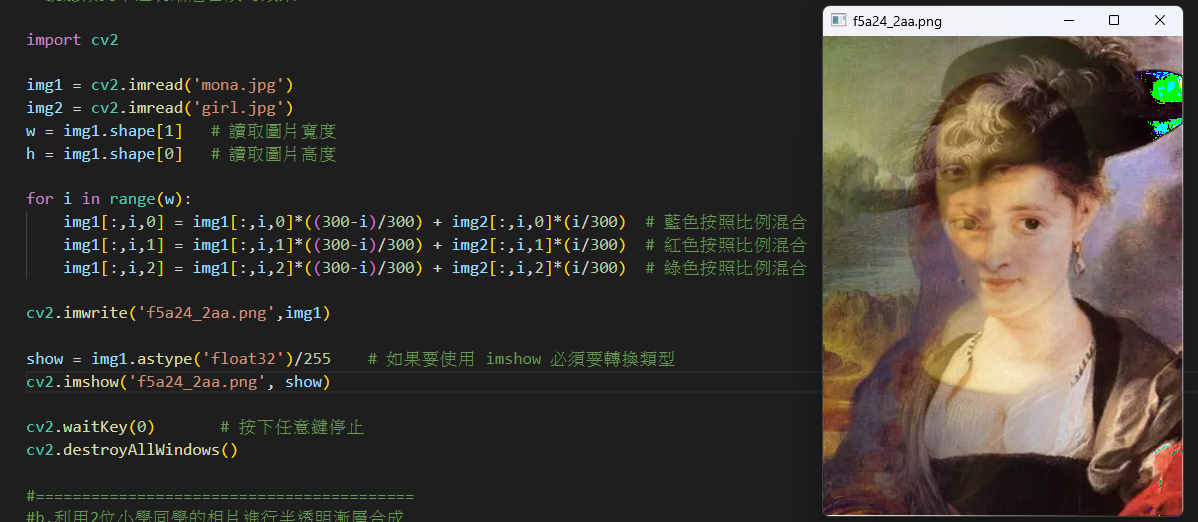 import cv2
img1 = cv2.imread('mona.jpg')
img2 = cv2.imread('girl.jpg')
w = img1.shape[1]   # 讀取圖片寬度
h = img1.shape[0]   # 讀取圖片高度
for i in range(w):
    img1[:,i,0] = img1[:,i,0]*((300-i)/300) + img2[:,i,0]*(i/300)  # 藍色按照比例混合
    img1[:,i,1] = img1[:,i,1]*((300-i)/300) + img2[:,i,1]*(i/300)  # 紅色按照比例混合
    img1[:,i,2] = img1[:,i,2]*((300-i)/300) + img2[:,i,2]*(i/300)  # 綠色按照比例混合
cv2.imwrite('f5a24_2aa.png',img1)
show = img1.astype('float32')/255    # 如果要使用 imshow 必須要轉換類型
cv2.imshow('f5a24_2aa.png', show)
cv2.waitKey(0)       # 按下任意鍵停止
cv2.destroyAllWindows()
#=========================================
#b.利用2位小學同學的相片進行半透明漸層合成
f5a24_2aa.png